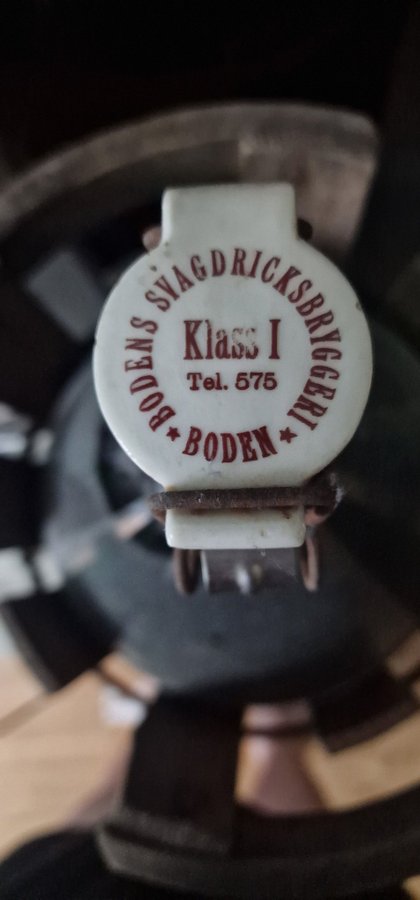 BODENS SVAGDRICKSBRYGGERI
Klass I
Tel. 575
★ BODEN ★